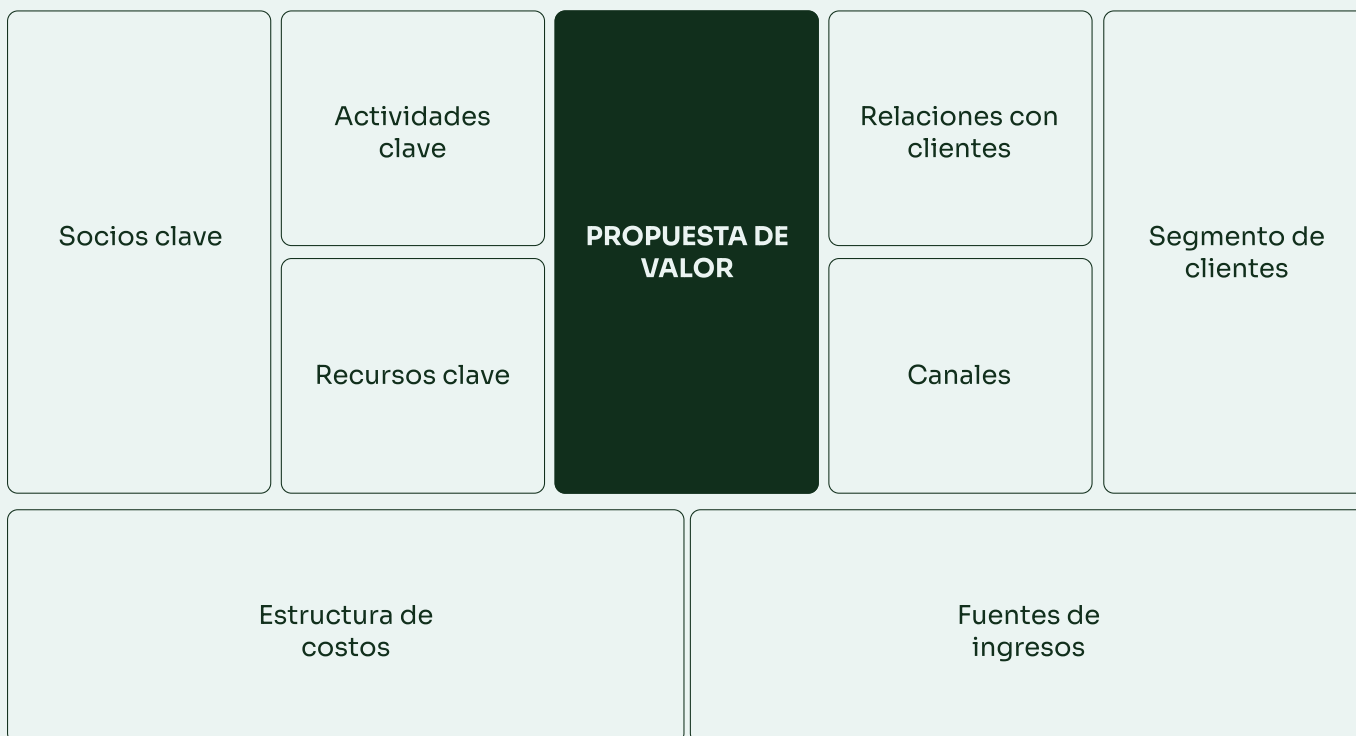 Socios clave
Actividades
clave
Recursos clave
PROPUESTA DE
VALOR
Relaciones con
clientes
Canales
Segmento de
clientes
Estructura de
costos
Fuentes de
ingresos